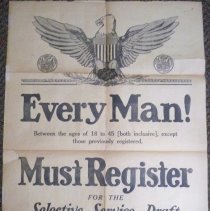 Every Man!
Between the ages of 18 to 45 [both inclusive], except
those previously registered.
Must Register
FOR THE
Selective Service Draft